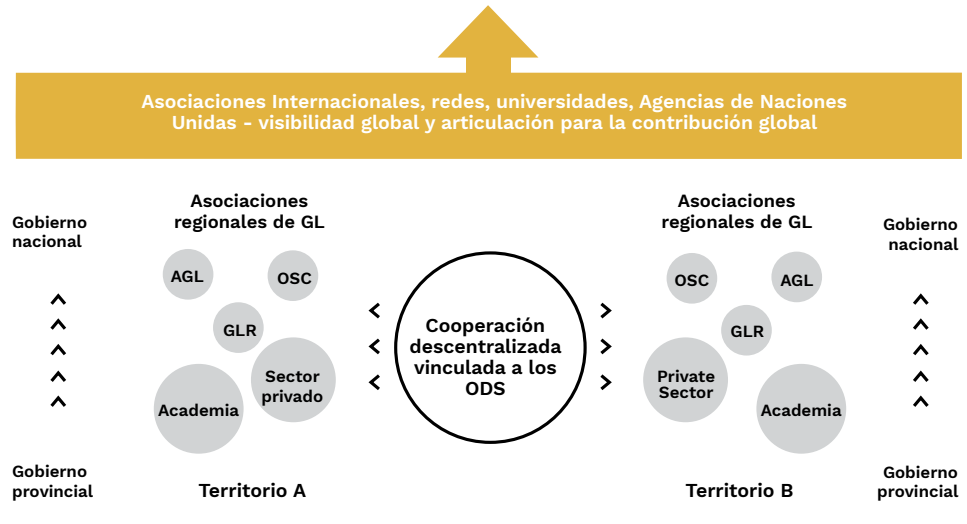 Asociaciones Internacionales, redes, universidades, Agencias de Naciones
Unidas - visibilidad global y articulación para la contribución global
Gobierno
nacional
Asociaciones
regionales de GL
AGL
OSC
GLR
Sector
privado
Academia
Gobierno
provincial
Territorio A
Cooperación
descentralizada
vinculada a los
ODS
Asociaciones
regionales de GL
OSC
AGL
GLR
Private
Sector
Academia
Territorio B
Gobierno
nacional
Gobierno
provincial